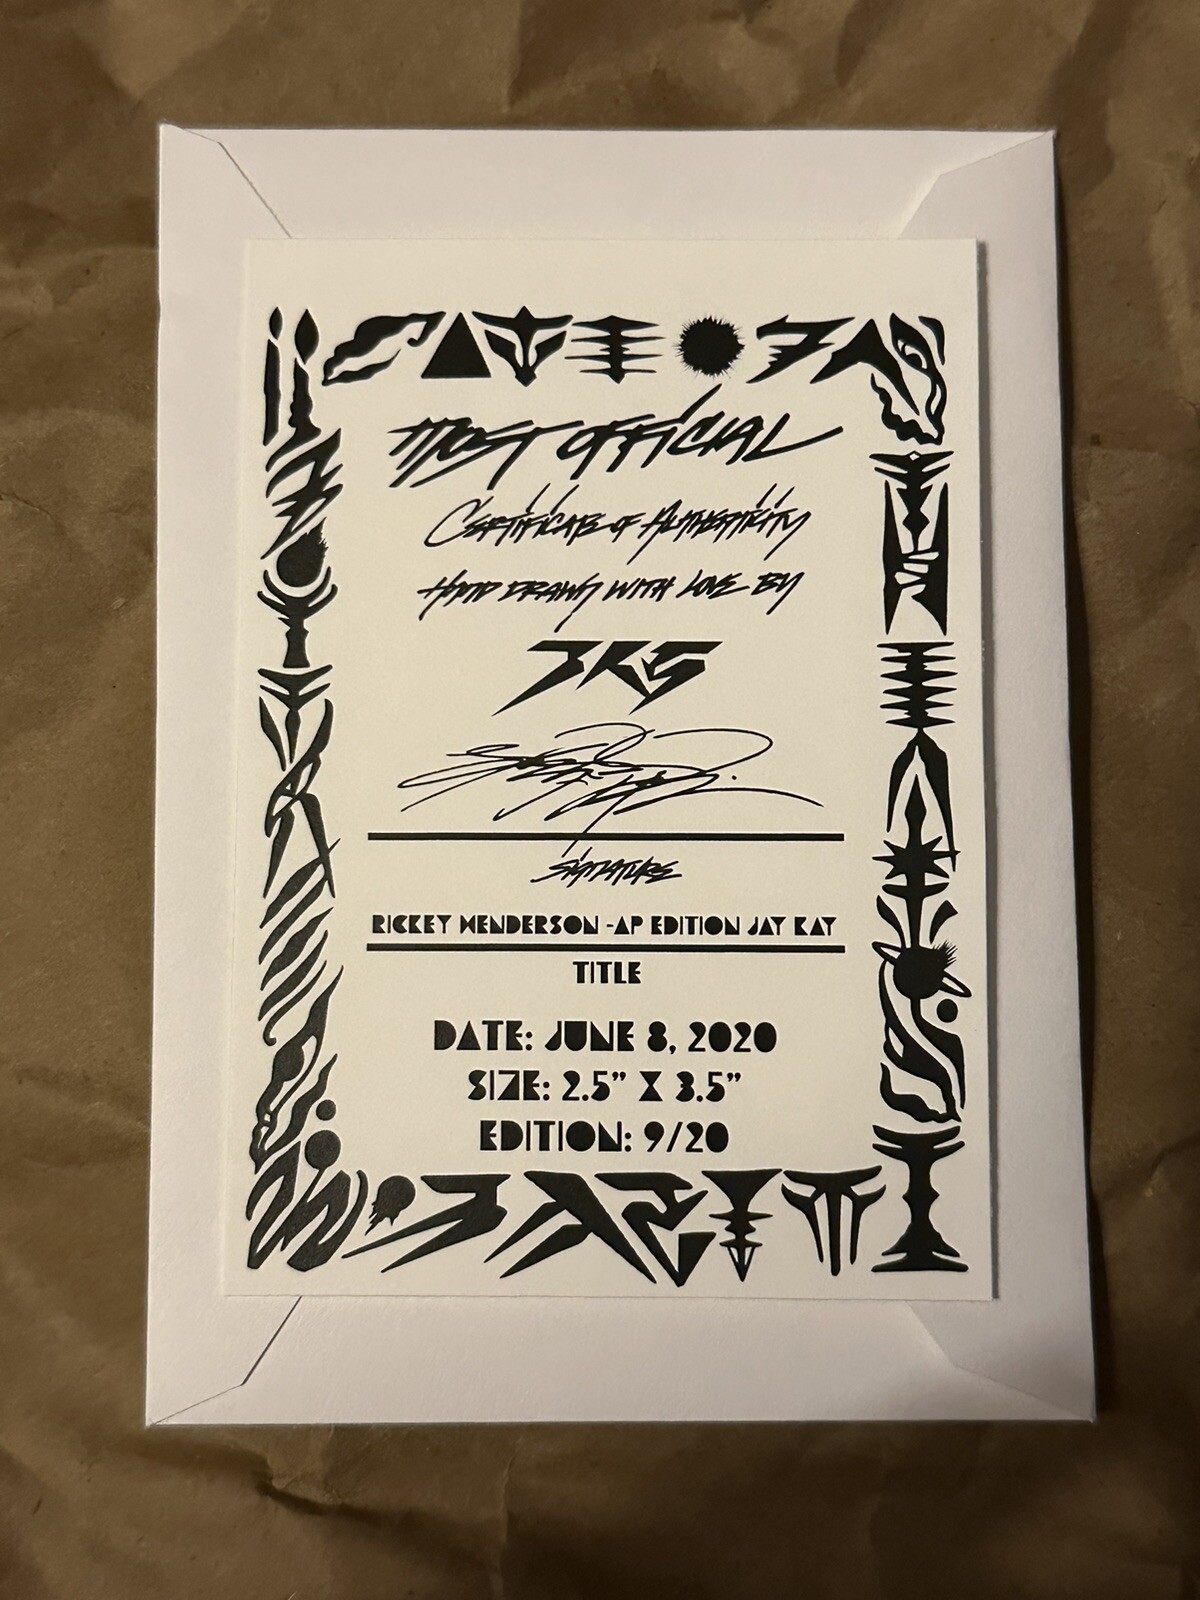 MOST OFFICIAL
CERTIFICATE OF AUTHENTICITY
HAND DRAWN WITH LOVE BY
JKS
SIGNATURE
RICKEY HENDERSON -AP EDITION JAY KAY
TITLE
DATE: JUNE 8, 2020
SIZE: 2.5” X 3.5”
EDITION: 9/20